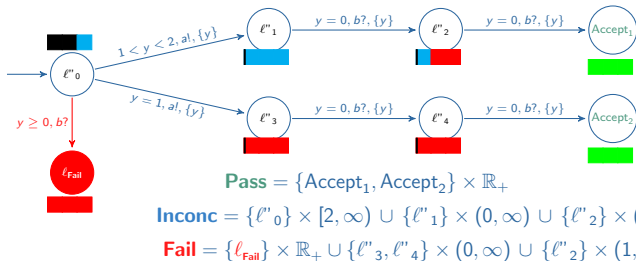 ℓ"₁ y = 0, b?, {y} ℓ"₂ y = 0, b?, {y} Accept₁
1 < y < 2, a!, {y}
ℓ"₀
y = 1, a!, {y}
y ≥ 0, b?
ℓ"₃ y = 0, b?, {y} ℓ"₄ y = 0, b?, {y} Accept₂
ℓ_Fail
Pass = {Accept₁, Accept₂} × ℝ₊
Inconc = {ℓ"₀} × [2, ∞) ∪ {ℓ"₁} × (0, ∞) ∪ {ℓ"₂} × (
Fail = {ℓ_Fail} × ℝ₊ ∪ {ℓ"₃, ℓ"₄} × (0, ∞) ∪ {ℓ"₂} × (1,